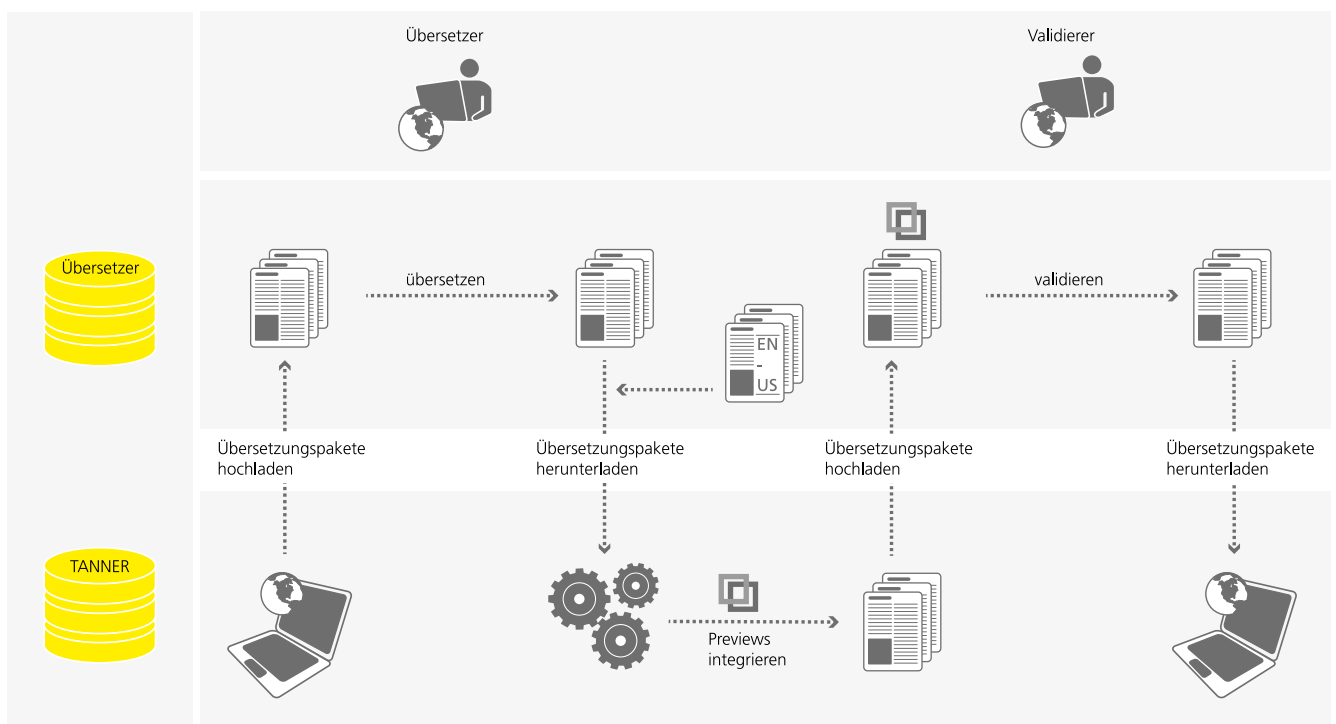 Übersetzer
Validierer
Übersetzer
übersetzen
validieren
EN
-
US
Übersetzungspakete
hochladen
Übersetzungspakete
herunterladen
Übersetzungspakete
hochladen
Übersetzungspakete
herunterladen
TANNER
Previews
integrieren